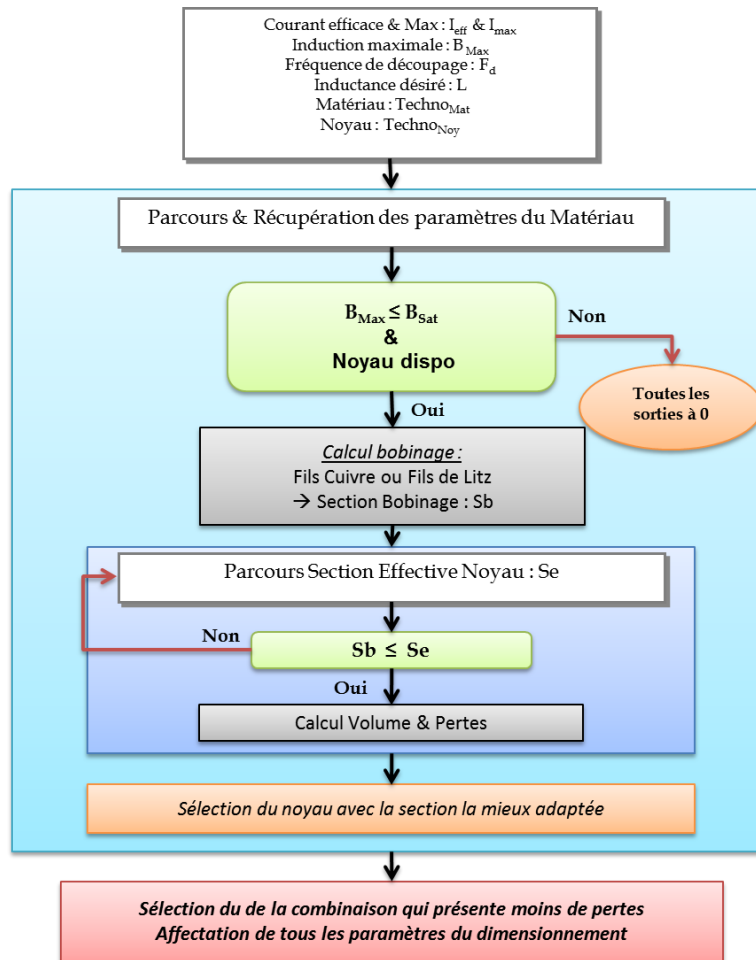 Courant efficace & Max : Ieff & Imax
Induction maximale : BMax
Fréquence de découpage : Fd
Inductance désiré : L
Matériau : TechnoMat
Noyau : TechnoNoy
Parcours & Récupération des paramètres du Matériau
BMax ≤ BSat
&
Noyau dispo
Non
Toutes les
sorties à 0
Oui
Calcul bobinage :
Fils Cuivre ou Fils de Litz
→ Section Bobinage : Sb
Parcours Section Effective Noyau : Se
Non
Sb ≤ Se
Oui
Calcul Volume & Pertes
Sélection du noyau avec la section la mieux adaptée
Sélection du de la combinaison qui présente moins de pertes
Affectation de tous les paramètres du dimensionnement